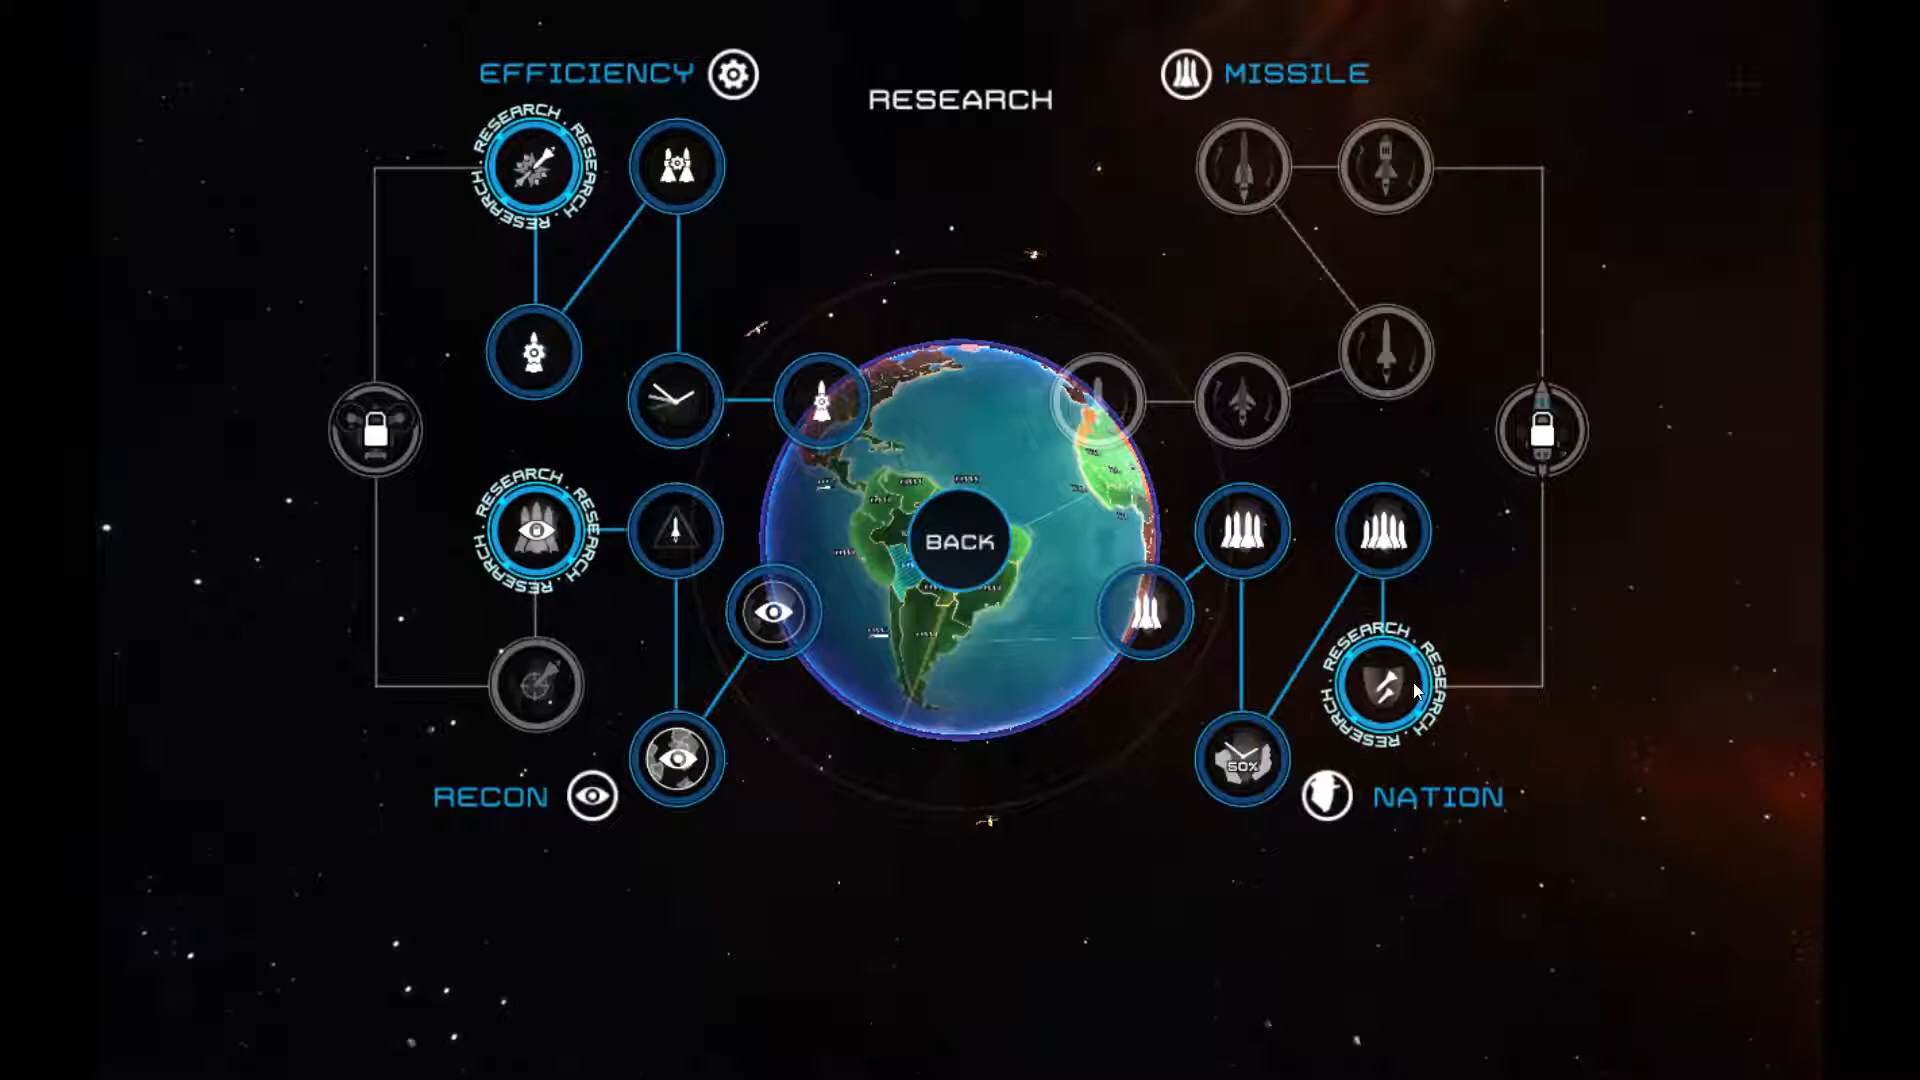 EFFICIENCY
MISSILE
RESEARCH
RESEARCH . RESEARCH . RESEARCH .
RESEARCH . RESEARCH . RESEARCH .
BACK
RESEARCH . RESEARCH . RESEARCH .
50%
RECON
NATION